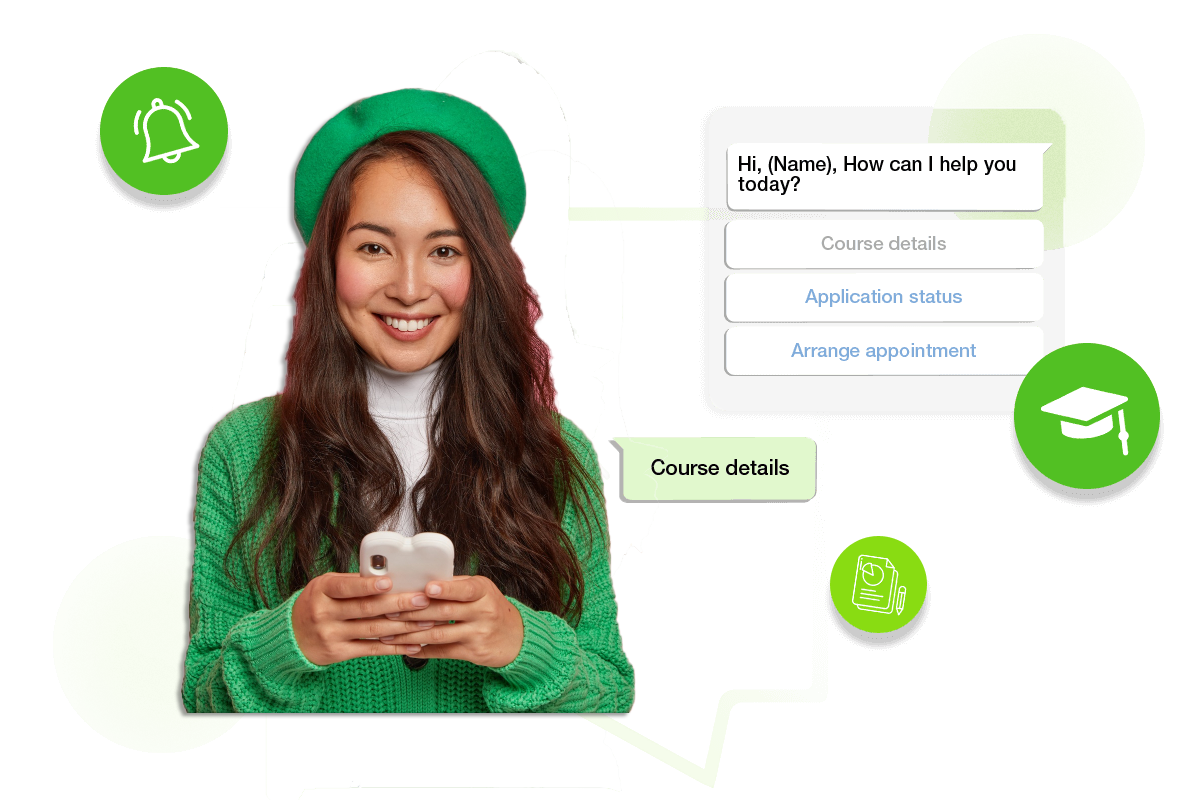 Hi, (Name), How can I help you
today?
Course details
Application status
Arrange appointment
Course details